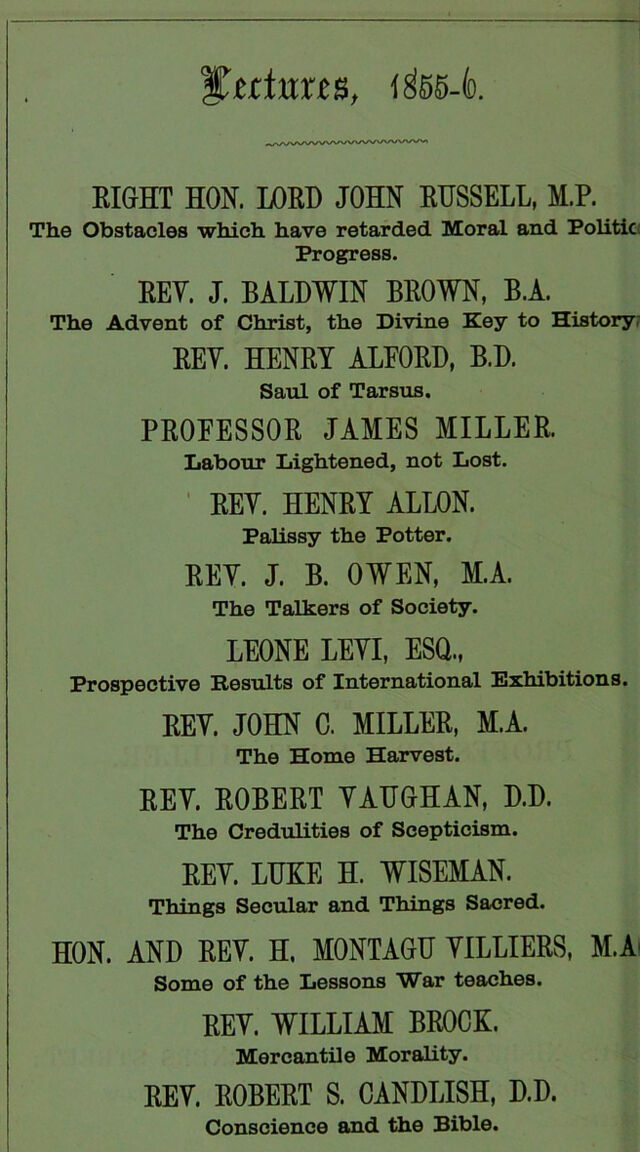 Lectures, 1855-6.
RIGHT HON. LORD JOHN RUSSELL, M.P.
The Obstacles which have retarded Moral and Politic
Progress.
REV. J. BALDWIN BROWN, B.A.
The Advent of Christ, the Divine Key to History
REV. HENRY ALFORD, B.D.
Saul of Tarsus.
PROFESSOR JAMES MILLER.
Labour Lightened, not Lost.
REV. HENRY ALLON.
Palissy the Potter.
REV. J. B. OWEN, M.A.
The Talkers of Society.
LEONE LEVI, ESQ.,
Prospective Results of International Exhibitions.
REV. JOHN C. MILLER, M.A.
The Home Harvest.
REV. ROBERT VAUGHAN, D.D.
The Credulities of Scepticism.
REV. LUKE H. WISEMAN.
Things Secular and Things Sacred.
HON. AND REV. H. MONTAGU VILLIERS, M.A
Some of the Lessons War teaches.
REV. WILLIAM BROCK.
Mercantile Morality.
REV. ROBERT S. CANDLISH, D.D.
Conscience and the Bible.